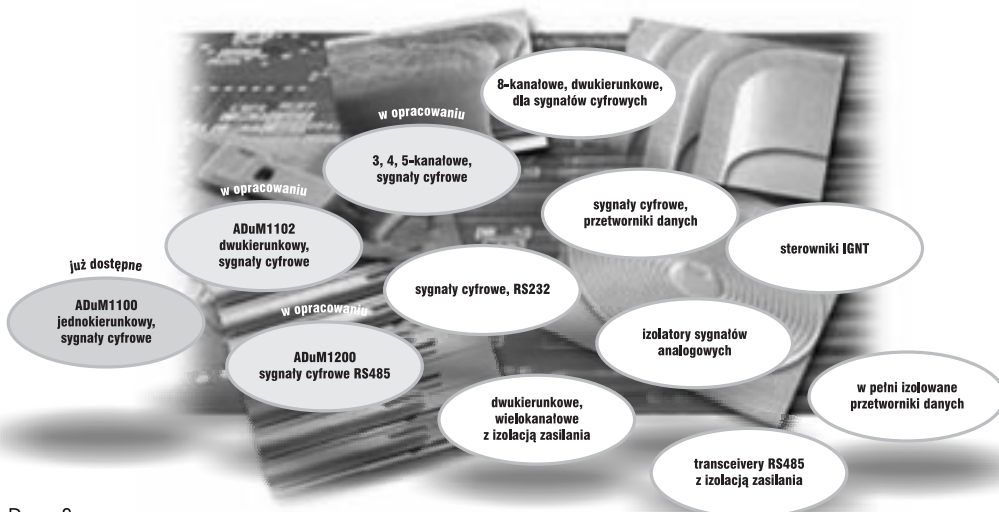 8-kanałowe, dwukierunkowe,
dla sygnałów cyfrowych
w opracowaniu
3, 4, 5-kanałowe,
sygnały cyfrowe
w opracowaniu
ADuM1102
dwukierunkowy,
sygnały cyfrowe
sygnały cyfrowe,
przetworniki danych
sterowniki IGNT
już dostępne
ADuM1100
jednokierunkowy,
sygnały cyfrowe
sygnały cyfrowe, RS232
w opracowaniu
ADuM1200
sygnały cyfrowe RS485
izolatory sygnałów
analogowych
w pełni izolowane
przetworniki danych
dwukierunkowe,
wielokanałowe
z izolacją zasilania
transceivery RS485
z izolacją zasilania